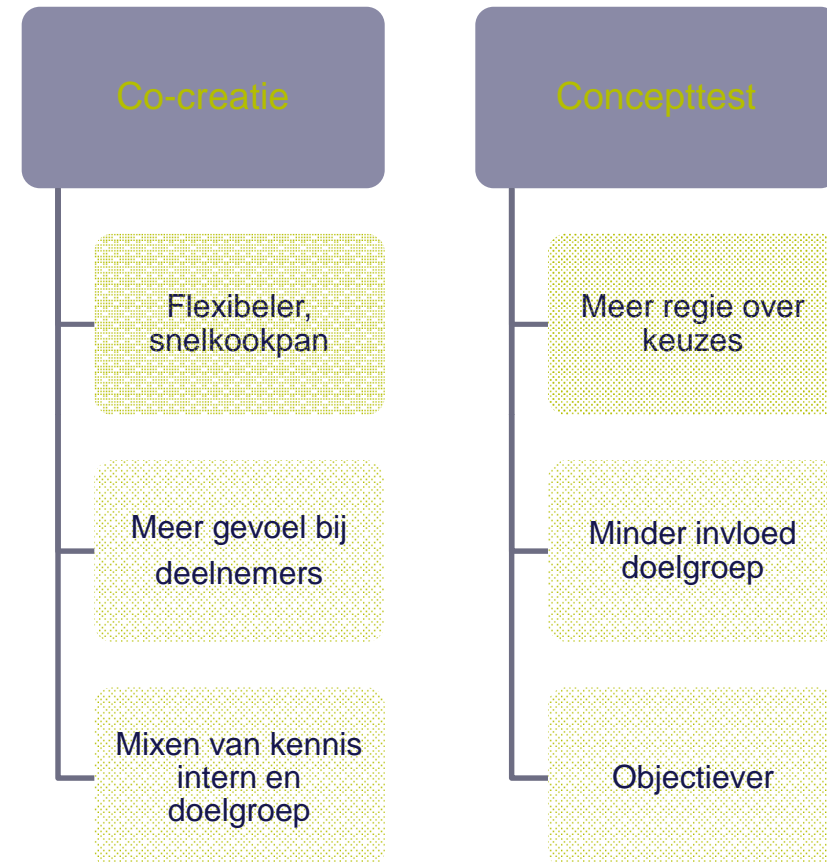 Co-creatie
Flexibeler,
snelkookpan
Meer gevoel bij
deelnemers
Mixen van kennis
intern en
doelgroep
Concepttest
Meer regie over
keuzes
Minder invloed
doelgroep
Objectiever